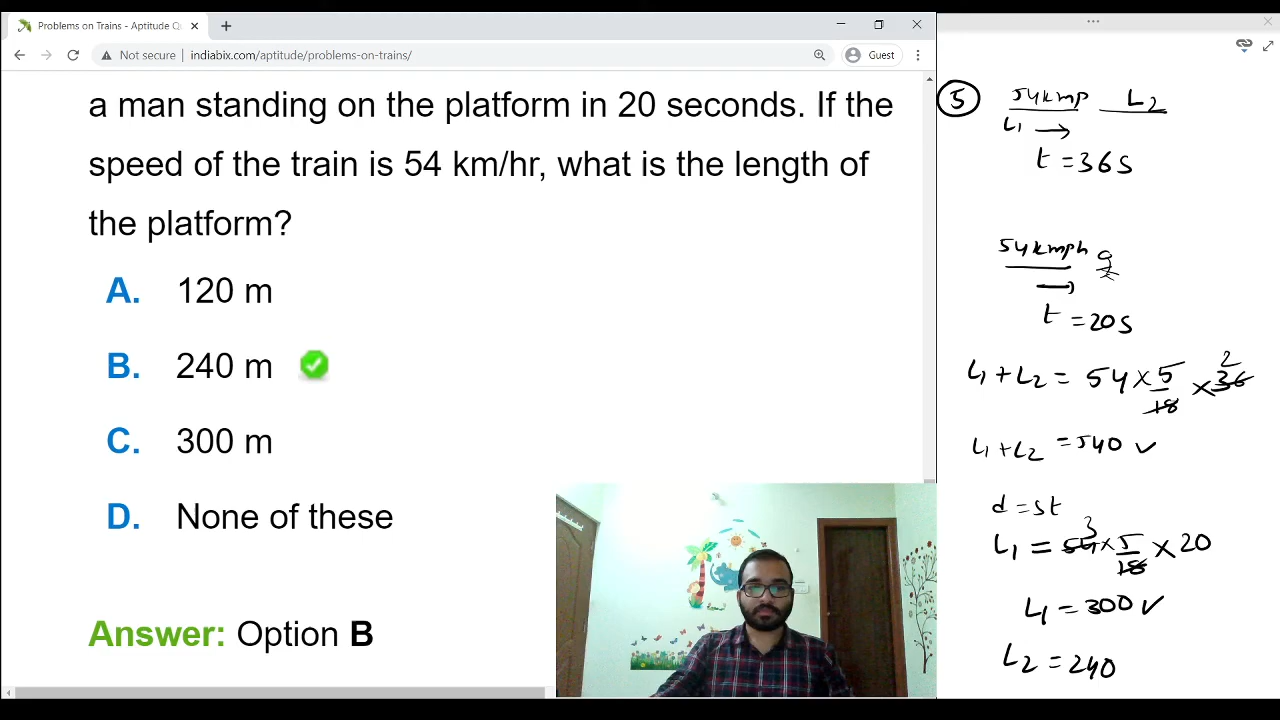 Problems on Trains - Aptitude Q
Not secure | indiabix.com/aptitude/problems-on-trains/
Guest
a man standing on the platform in 20 seconds. If the
speed of the train is 54 km/hr, what is the length of
the platform?
A. 120 m
B. 240 m
C. 300 m
D. None of these
Answer: Option B
5
54kmp L2
L1
t = 36s
54kmph
t = 20s
L1 + L2 = 54 × 5/18 × 36 2
L1 + L2 = 540 ✓
d = st
L1 = 54 3 × 5/18 × 20
L1 = 300 ✓
L2 = 240